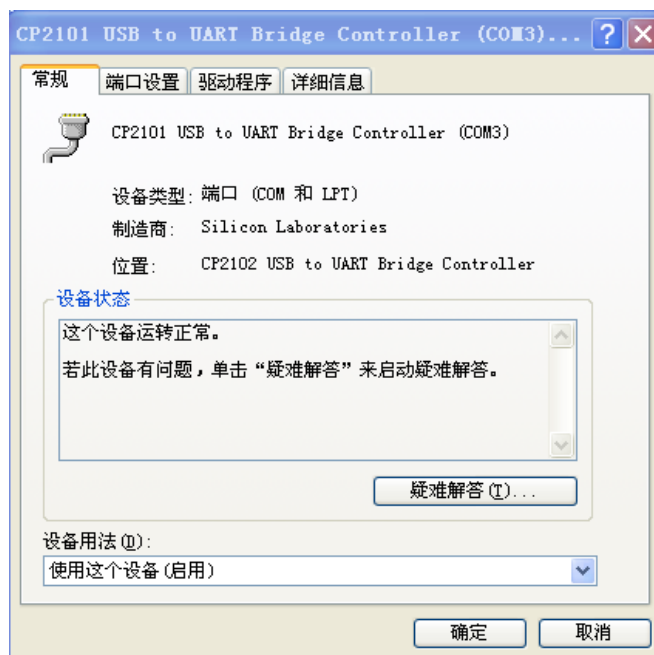 CP2101 USB to UART Bridge Controller (COM3)...
常规 端口设置 驱动程序 详细信息
CP2101 USB to UART Bridge Controller (COM3)
设备类型: 端口 (COM 和 LPT)
制造商: Silicon Laboratories
位置: CP2102 USB to UART Bridge Controller
设备状态
这个设备运转正常。
若此设备有问题，单击“疑难解答”来启动疑难解答。
疑难解答(T)...
设备用法(D):
使用这个设备(启用)
确定 取消